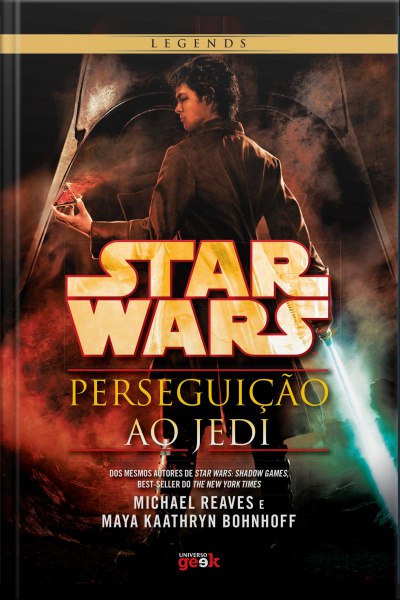 LEGENDS
STAR
WARS
PERSEGUIÇÃO
AO JEDI
DOS MESMOS AUTORES DE STAR WARS: SHADOW GAMES,
BEST-SELLER DO THE NEW YORK TIMES
MICHAEL REAVES E
MAYA KAATHRYN BOHNHOFF
UNIVERSO
geek